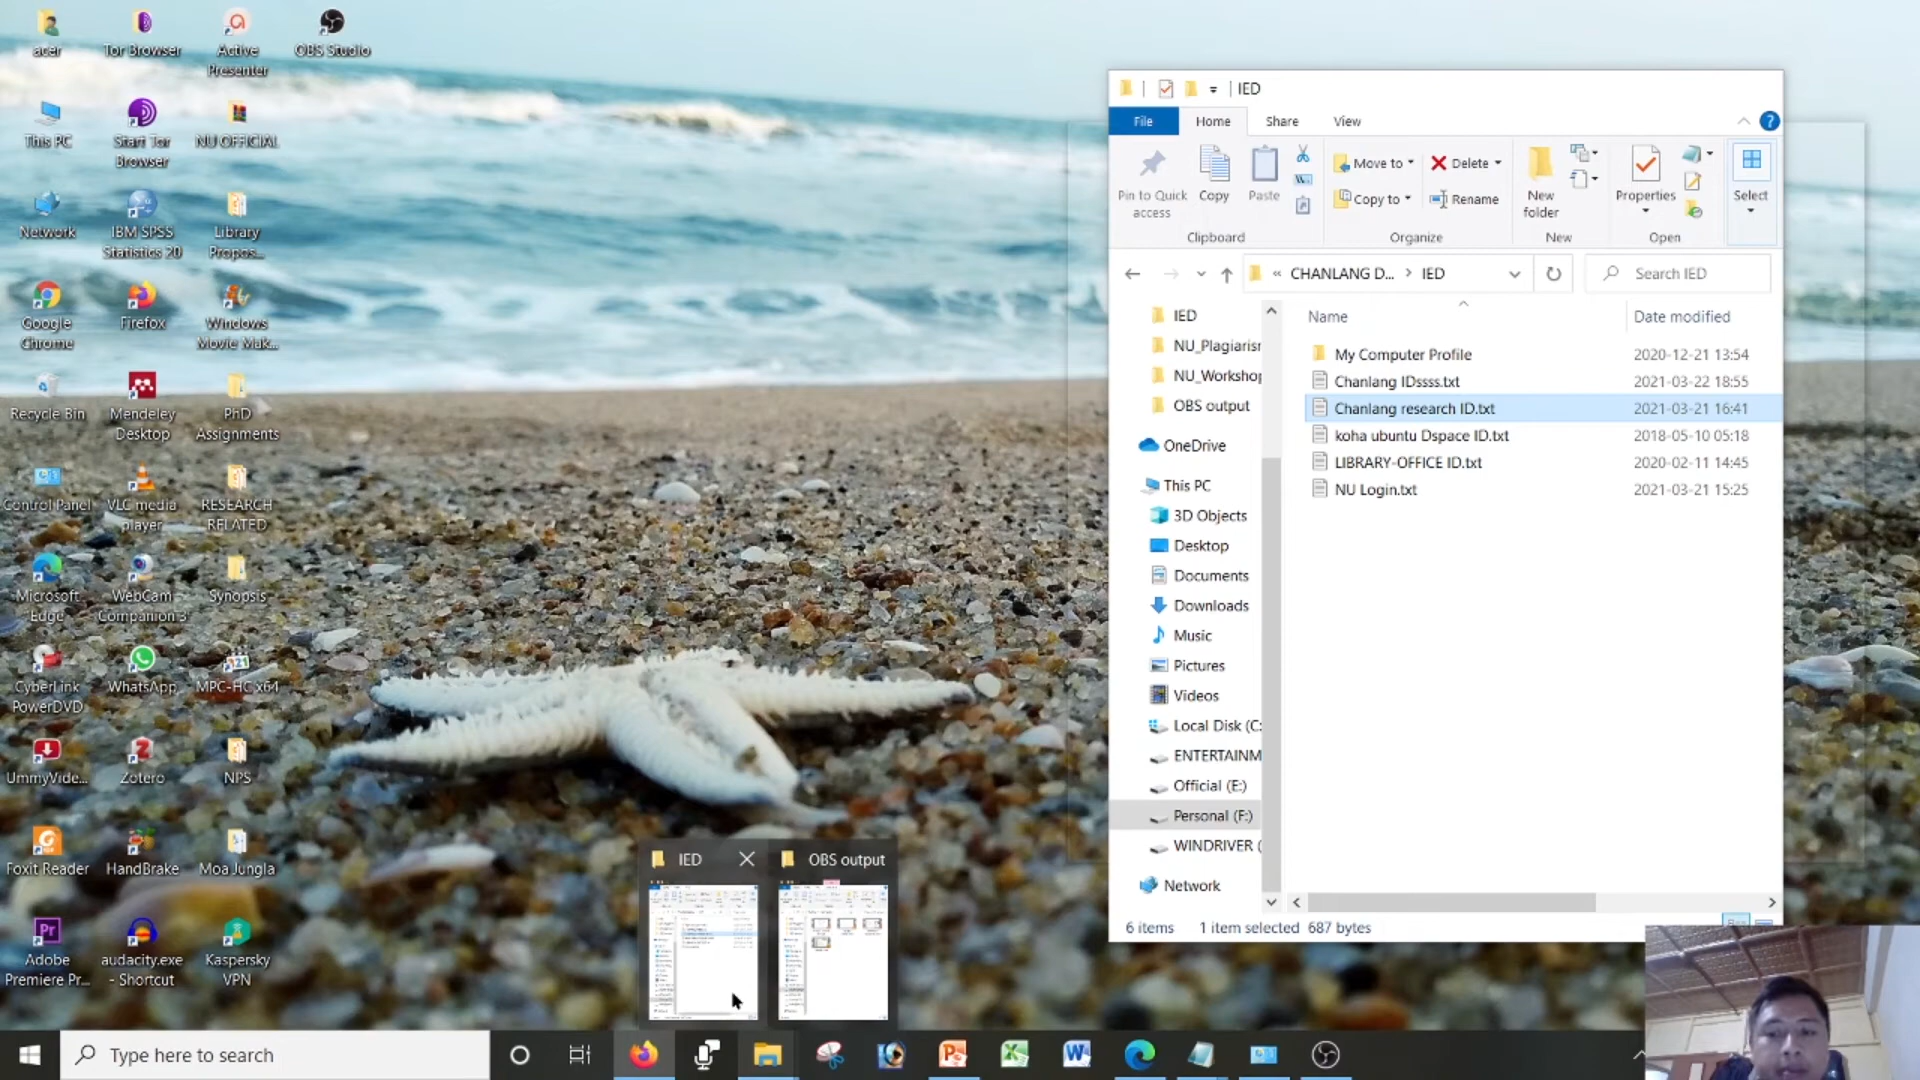 acer
Tor Browser
Active
Presenter
OBS Studio
This PC
Start Tor
Browser
NU OFFICIAL
Network
IBM SPSS
Statistics 20
Library
Propos...
Google
Chrome
Firefox
Windows
Movie Mak...
Recycle Bin
Mendeley
Desktop
PhD
Assignments
Control Panel
VLC media
player
RESEARCH
RELATED
Microsoft
Edge
WebCam
Companion 3
Synopsis
CyberLink
PowerDVD
WhatsApp
MPC-HC x64
UmmyVide...
Zotero
NPS
Foxit Reader
HandBrake
Moa Jungla
Adobe
Premiere Pr...
audacity.exe
- Shortcut
Kaspersky
VPN
IED
File
Home
Share
View
Pin to Quick
access
Copy
Paste
Move to
Copy to
Delete
Rename
New
folder
Properties
Select
Clipboard
Organize
New
Open
« CHANLANG D... > IED
Search IED
Name
Date modified
IED
NU_Plagiarisr
NU_Workshop
OBS output
OneDrive
This PC
3D Objects
Desktop
Documents
Downloads
Music
Pictures
Videos
Local Disk (C:
ENTERTAINM
Official (E:)
Personal (F:)
WINDRIVER (
Network
My Computer Profile 2020-12-21 13:54
Chanlang IDssss.txt 2021-03-22 18:55
Chanlang research ID.txt 2021-03-21 16:41
koha ubuntu Dspace ID.txt 2018-05-10 05:18
LIBRARY-OFFICE ID.txt 2020-02-11 14:45
NU Login.txt 2021-03-21 15:25
6 items 1 item selected 687 bytes
IED
OBS output
Type here to search